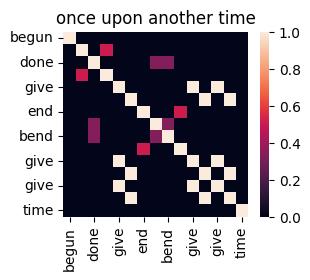 once upon another time
begun
done
give
end
bend
give
give
time
1.0
0.8
0.6
0.4
0.2
0.0
begun done give end bend give give time